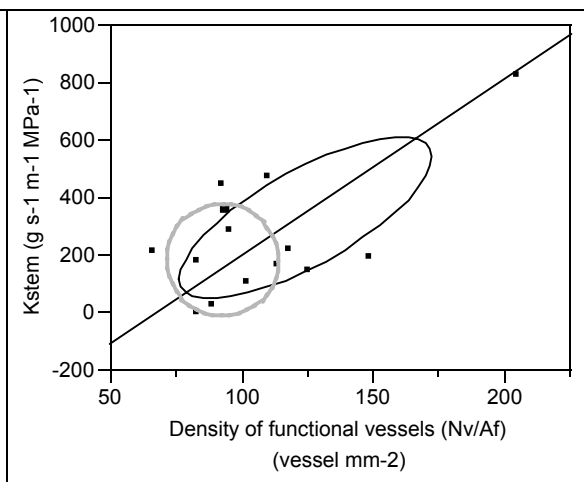 1000
800
600
400
200
0
-200
Kstem (g s-1 m-1 MPa-1)
50 100 150 200
Density of functional vessels (Nv/Af)
(vessel mm-2)